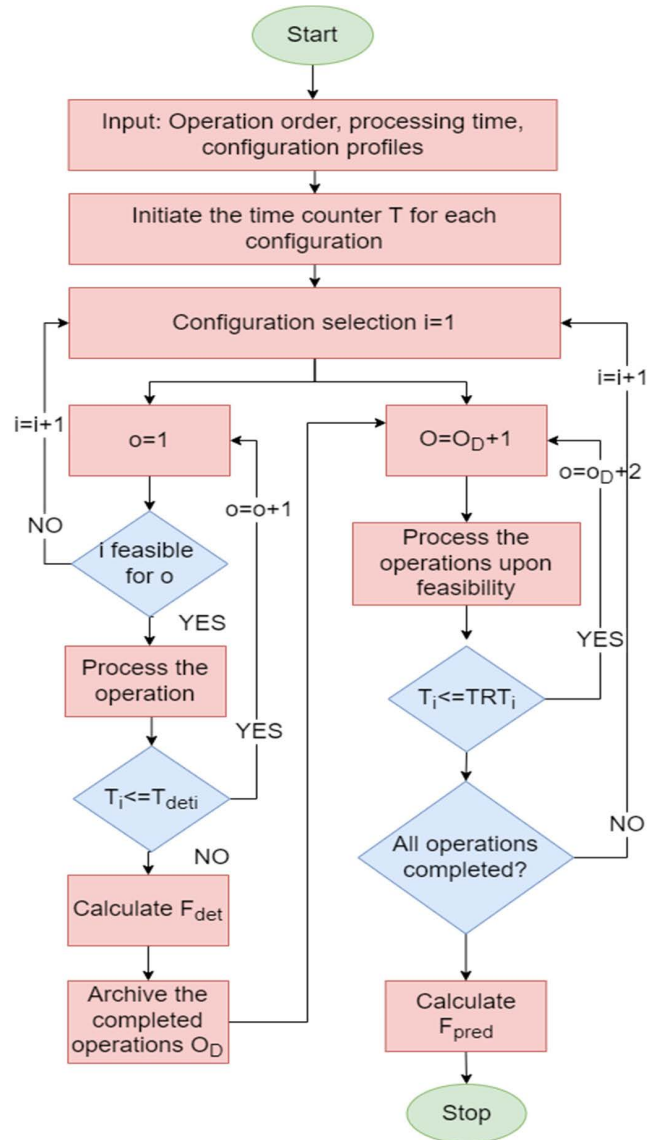 Start
Input: Operation order, processing time,
configuration profiles
Initiate the time counter T for each
configuration
Configuration selection i=1
i=i+1
o=1
o=o+1
NO
i feasible
for o
YES
Process the
operation
YES
T_i<=T_deti
NO
Calculate F_det
Archive the
completed
operations O_D
i=i+1
O=O_D+1
o=o_D+2
Process the
operations upon
feasibility
YES
T_i<=TRT_i
NO
All operations
completed?
Calculate
F_pred
Stop